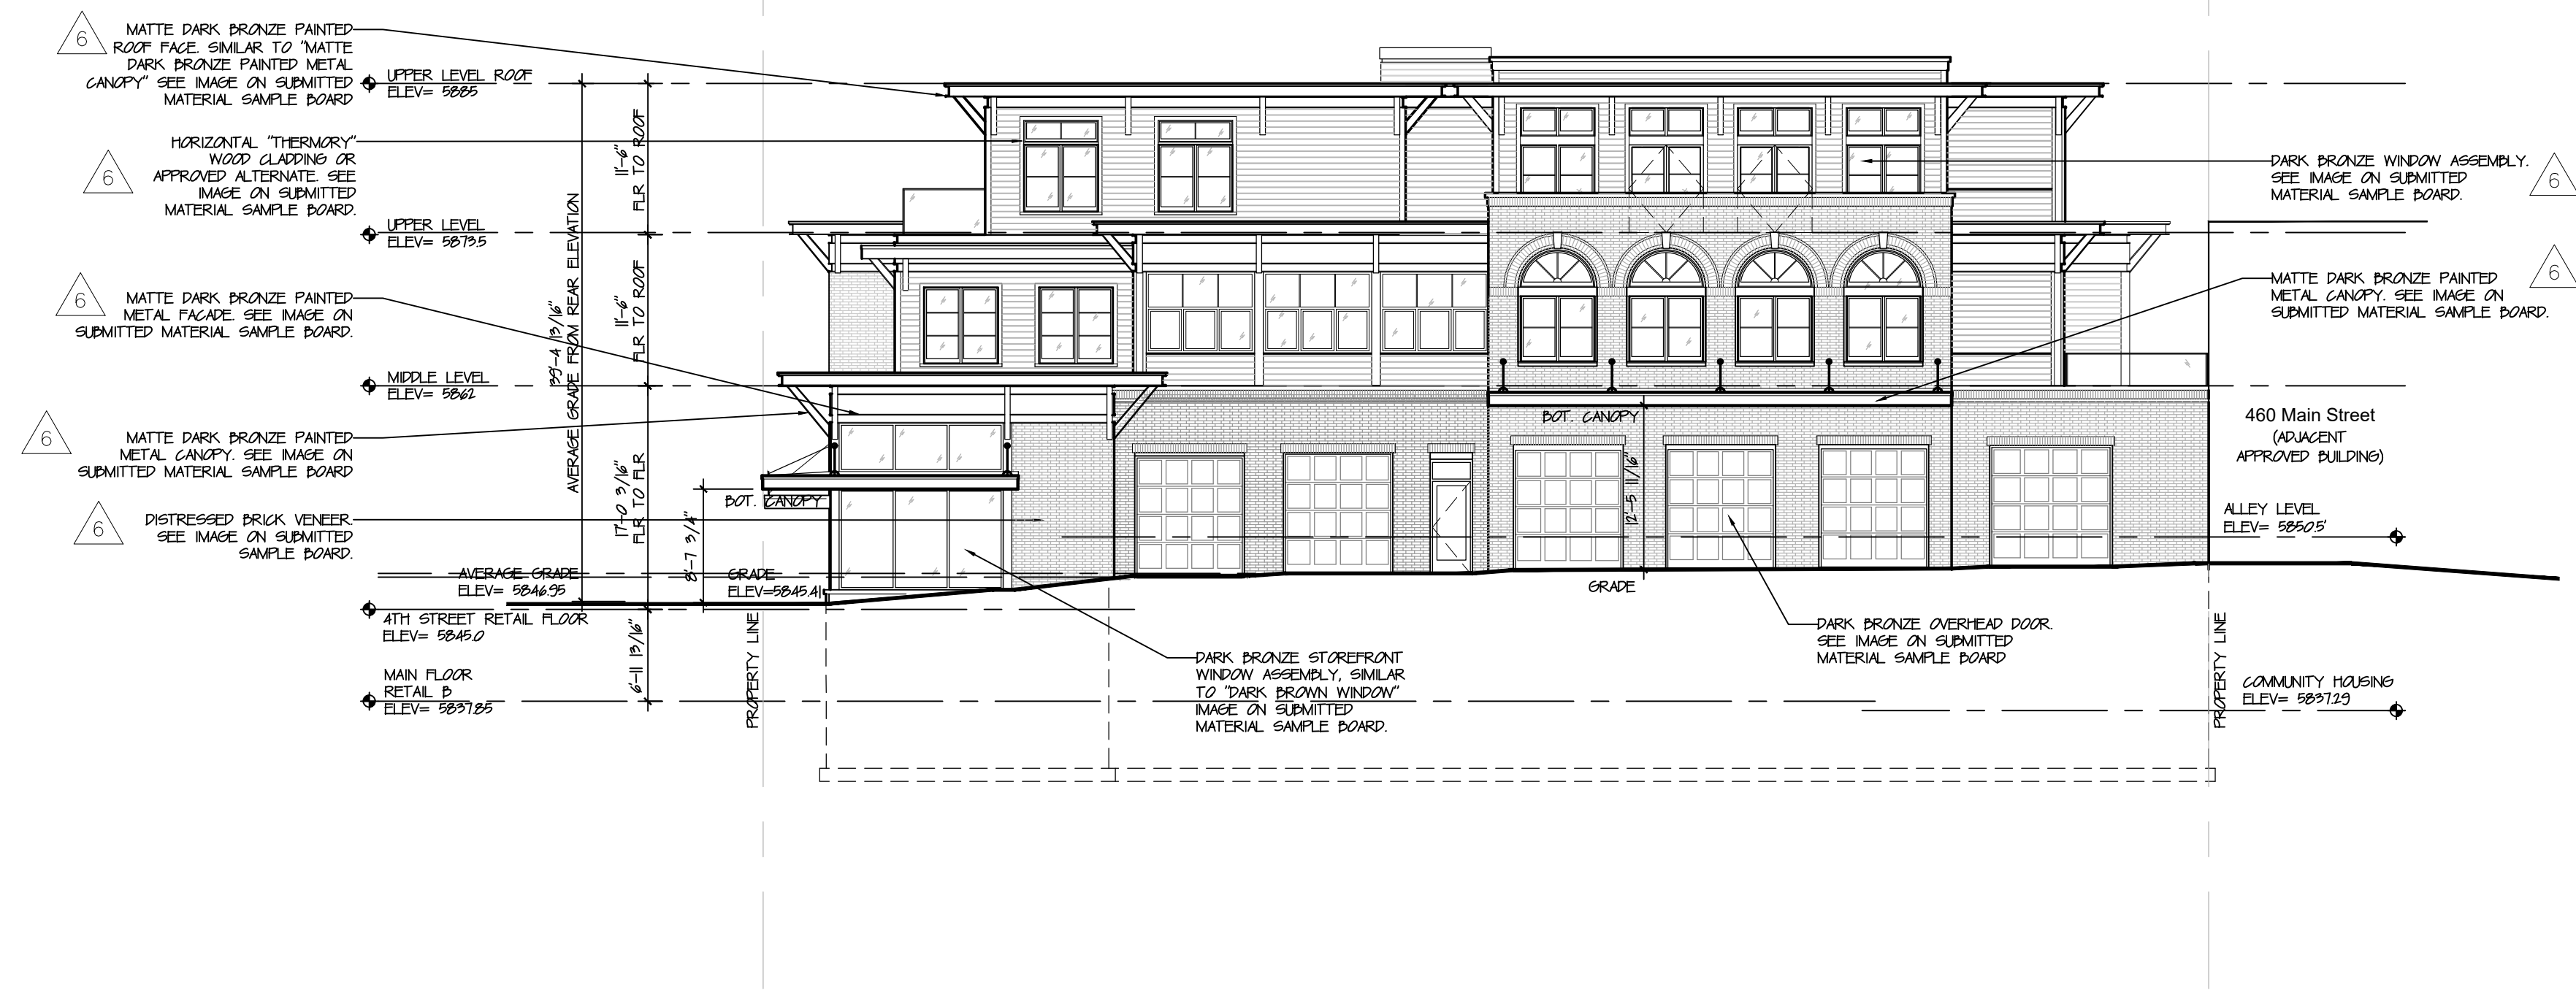 6
MATTE DARK BRONZE PAINTED
ROOF FACE. SIMILAR TO "MATTE
DARK BRONZE PAINTED METAL
CANOPY" SEE IMAGE ON SUBMITTED
MATERIAL SAMPLE BOARD
UPPER LEVEL ROOF
ELEV= 5885
6
HORIZONTAL "THERMORY"
WOOD CLADDING OR
APPROVED ALTERNATE. SEE
IMAGE ON SUBMITTED
MATERIAL SAMPLE BOARD.
UPPER LEVEL
ELEV= 5873.5
6
MATTE DARK BRONZE PAINTED
METAL FACADE. SEE IMAGE ON
SUBMITTED MATERIAL SAMPLE BOARD.
MIDDLE LEVEL
ELEV= 5862
6
MATTE DARK BRONZE PAINTED
METAL CANOPY. SEE IMAGE ON
SUBMITTED MATERIAL SAMPLE BOARD
6
DISTRESSED BRICK VENEER.
SEE IMAGE ON SUBMITTED
SAMPLE BOARD.
AVERAGE GRADE
ELEV= 5846.95
4TH STREET RETAIL FLOOR
ELEV= 5845.0
MAIN FLOOR
RETAIL B
ELEV= 5837.85
39'-4 13/16"
AVERAGE GRADE FROM REAR ELEVATION
11'-6"
FLR TO ROOF
11'-6"
FLR TO ROOF
17'-0 3/16"
FLR TO FLR
6'-11 13/16"
8'-7 3/4"
BOT. CANOPY
GRADE
ELEV=5845.41
PROPERTY LINE
BOT. CANOPY
12'-5 11/16"
GRADE
DARK BRONZE STOREFRONT
WINDOW ASSEMBLY, SIMILAR
TO "DARK BROWN WINDOW"
IMAGE ON SUBMITTED
MATERIAL SAMPLE BOARD.
DARK BRONZE OVERHEAD DOOR.
SEE IMAGE ON SUBMITTED
MATERIAL SAMPLE BOARD
DARK BRONZE WINDOW ASSEMBLY.
SEE IMAGE ON SUBMITTED
MATERIAL SAMPLE BOARD.
6
MATTE DARK BRONZE PAINTED
METAL CANOPY. SEE IMAGE ON
SUBMITTED MATERIAL SAMPLE BOARD.
6
460 Main Street
(ADJACENT
APPROVED BUILDING)
ALLEY LEVEL
ELEV= 5850.5'
PROPERTY LINE
COMMUNITY HOUSING
ELEV= 5837.29